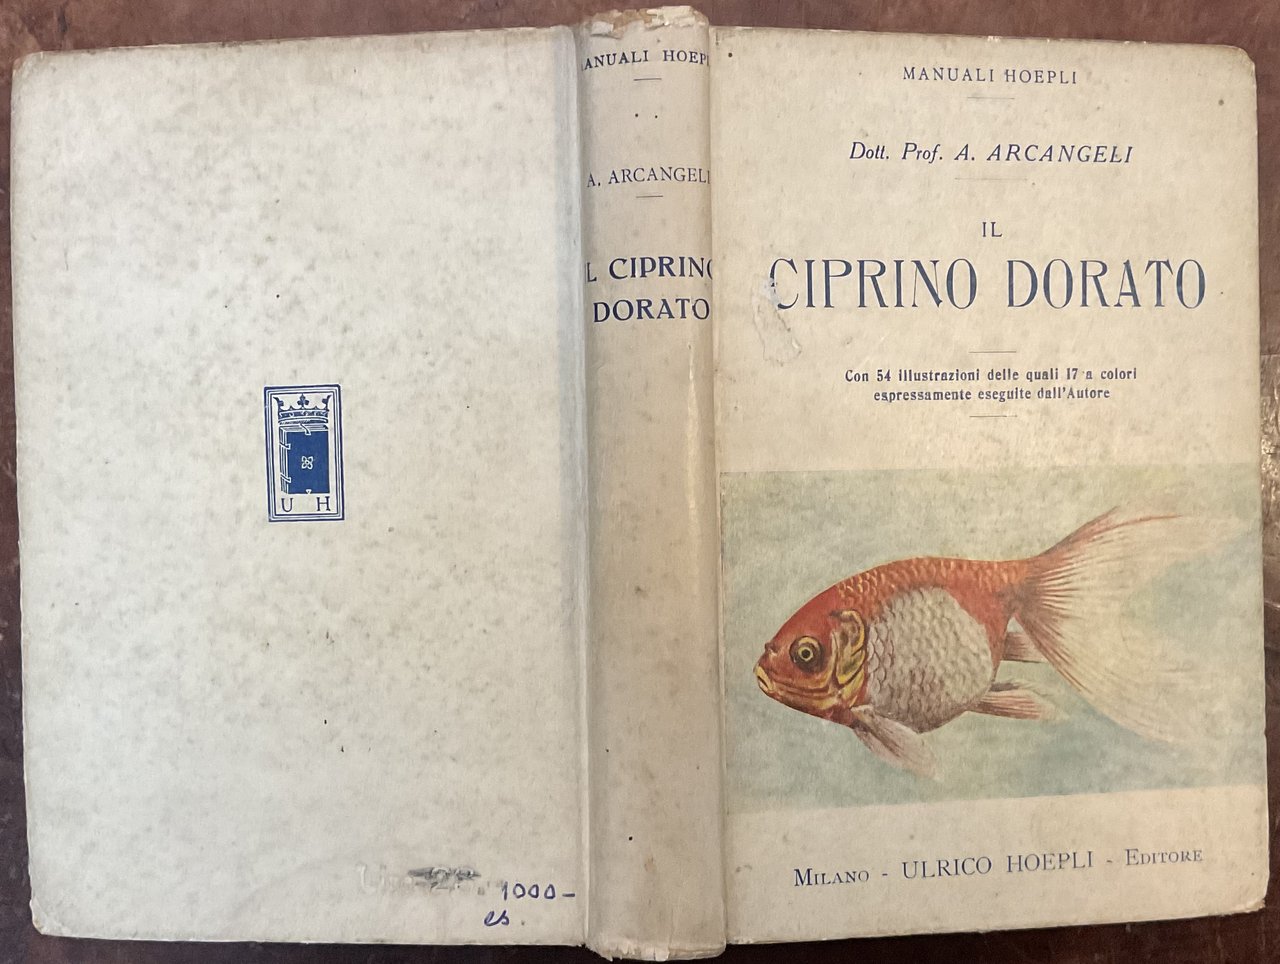 MANUALI HOEPLI
Dott. Prof. A. ARCANGELI
IL
CIPRINO DORATO
Con 54 illustrazioni delle quali 17 a colori
espressamente eseguite dall'Autore
MILANO - ULRICO HOEPLI - EDITORE
MANUALI HOEPLI
A. ARCANGELI
IL CIPRINO
DORATO
U H
1000-
es.